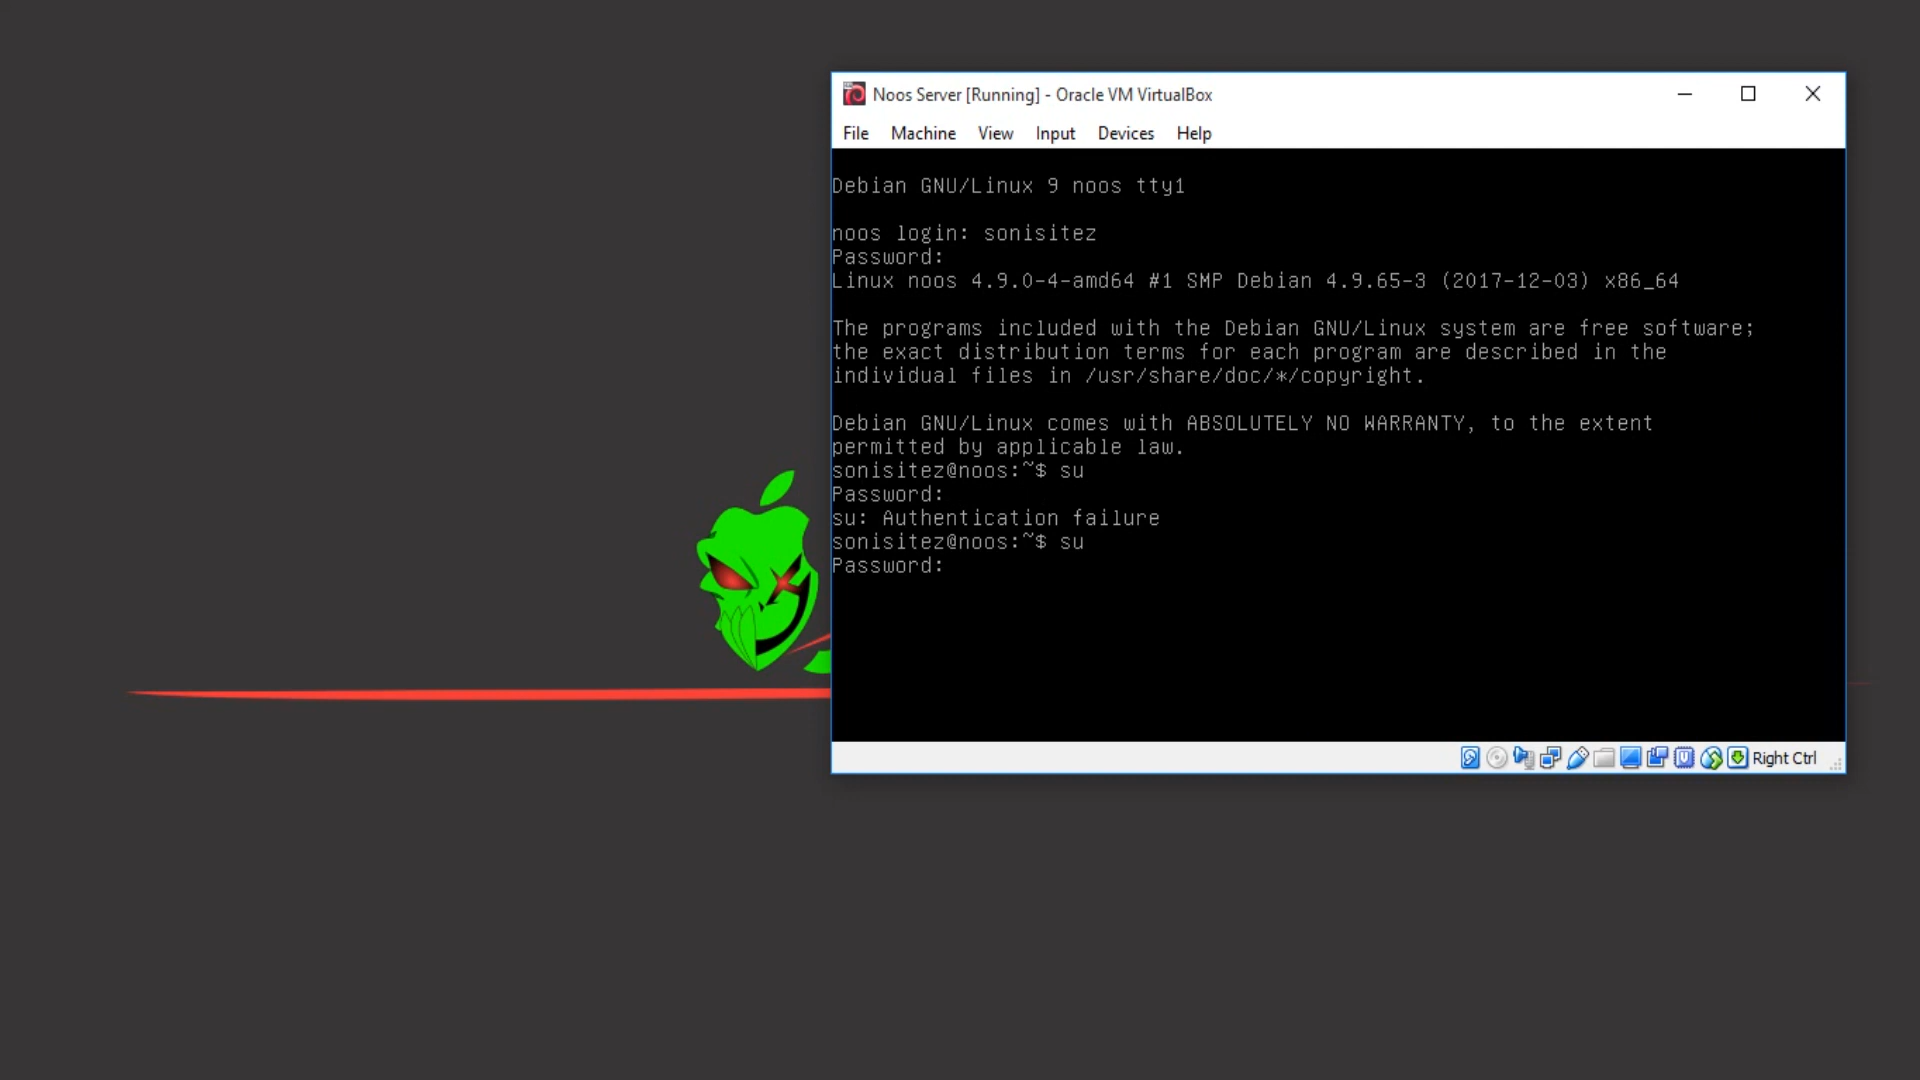 Noos Server [Running] - Oracle VM VirtualBox
File Machine View Input Devices Help
Debian GNU/Linux 9 noos tty1
noos login: sonisitez
Password:
Linux noos 4.9.0-4-amd64 #1 SMP Debian 4.9.65-3 (2017-12-03) x86_64
The programs included with the Debian GNU/Linux system are free software;
the exact distribution terms for each program are described in the
individual files in /usr/share/doc/*/copyright.
Debian GNU/Linux comes with ABSOLUTELY NO WARRANTY, to the extent
permitted by applicable law.
sonisitez@noos:~$ su
Password:
su: Authentication failure
sonisitez@noos:~$ su
Password:
Right Ctrl